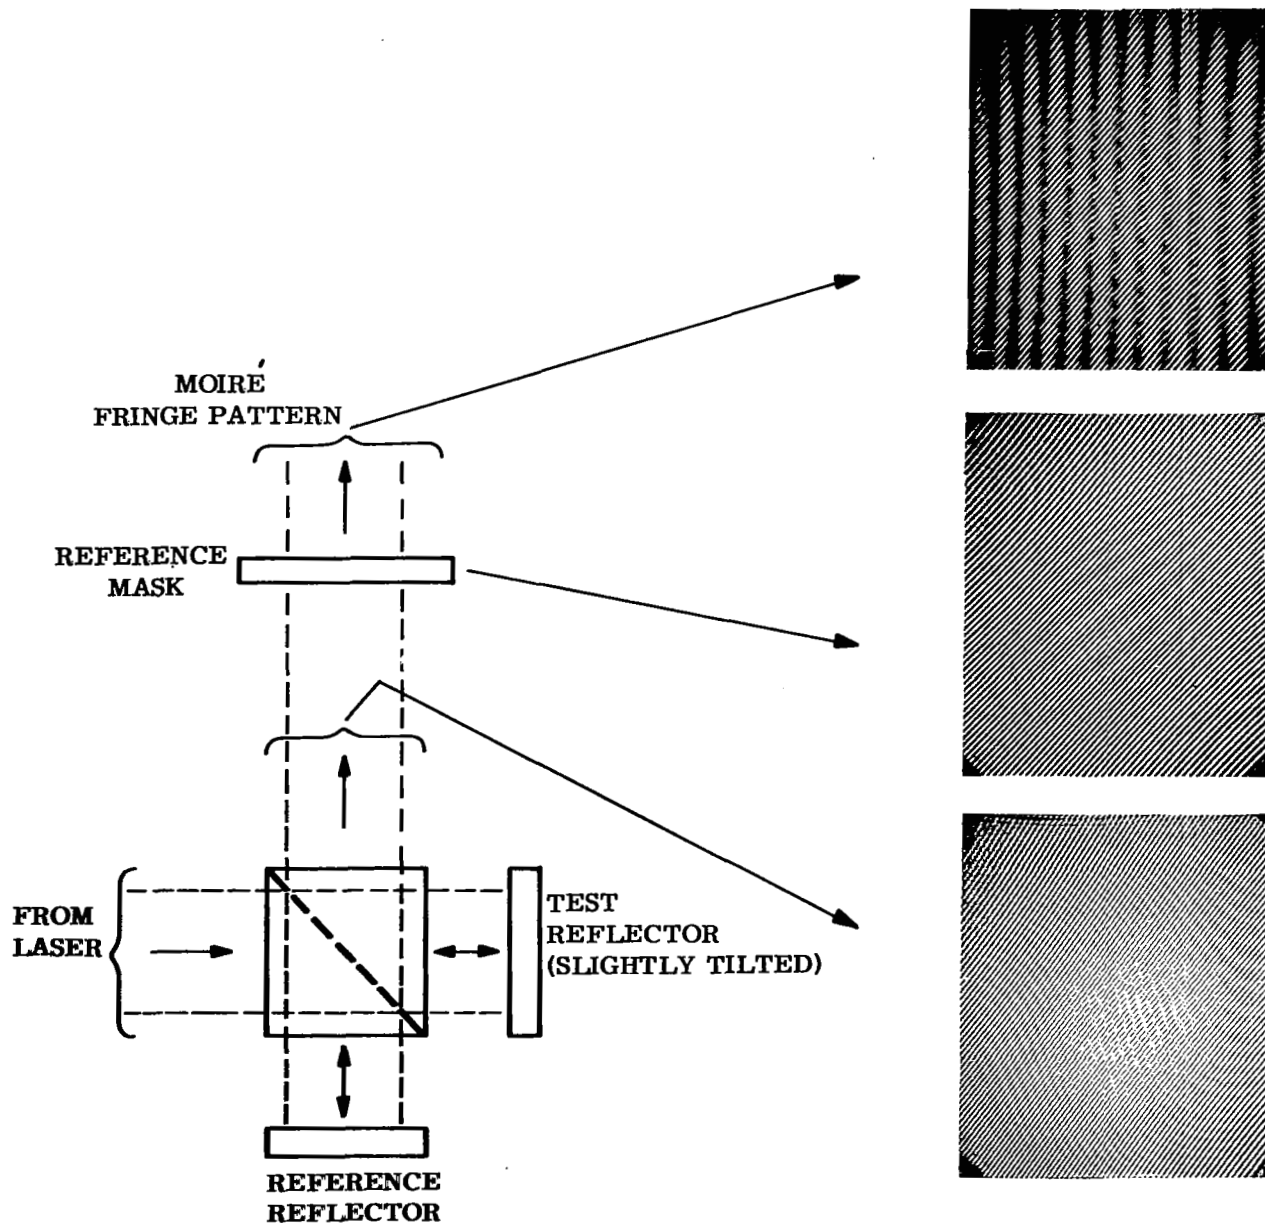 MOIRÉ
FRINGE PATTERN
REFERENCE
MASK
FROM
LASER
TEST
REFLECTOR
(SLIGHTLY TILTED)
REFERENCE
REFLECTOR